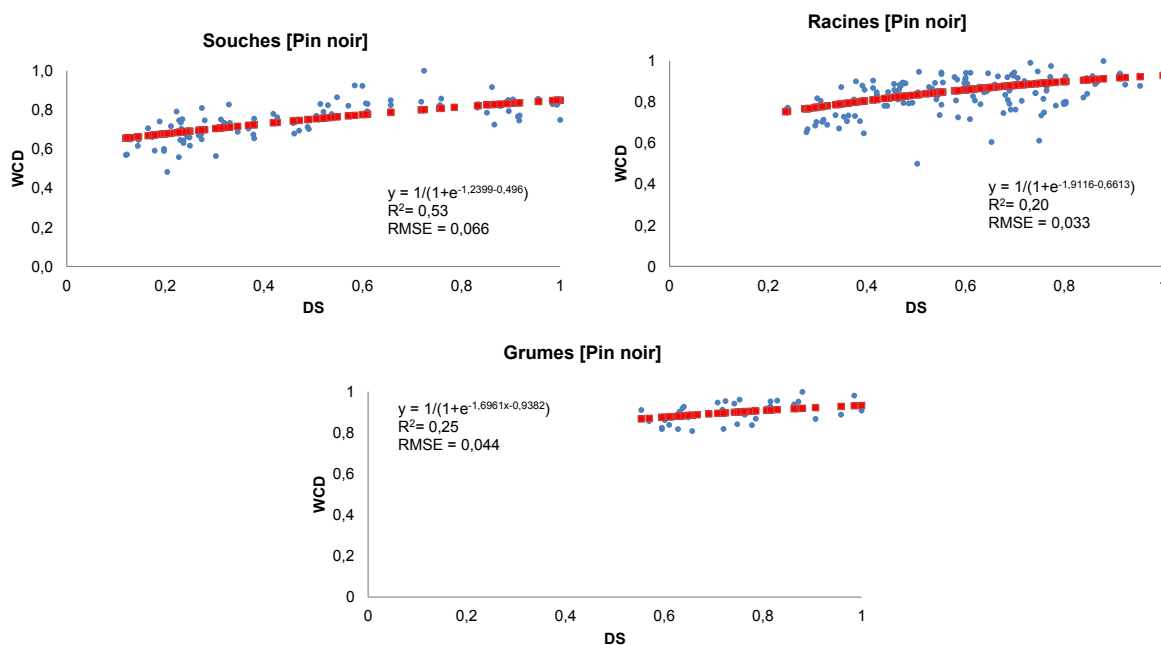 Souches [Pin noir]
1,0
0,8
0,6
0,4
0,2
0,0
WCD
0
0,2
0,4
0,6
0,8
1
DS
y = 1/(1+e^-1,2399-0,496)
R²= 0,53
RMSE = 0,066
Racines [Pin noir]
1
0,8
0,6
0,4
0,2
0
WCD
0
0,2
0,4
0,6
0,8
1
DS
y = 1/(1+e^-1,9116-0,6613)
R²= 0,20
RMSE = 0,033
Grumes [Pin noir]
1
0,8
0,6
0,4
0,2
0
WCD
0
0,2
0,4
0,6
0,8
1
DS
y = 1/(1+e^-1,6961x-0,9382)
R²= 0,25
RMSE = 0,044